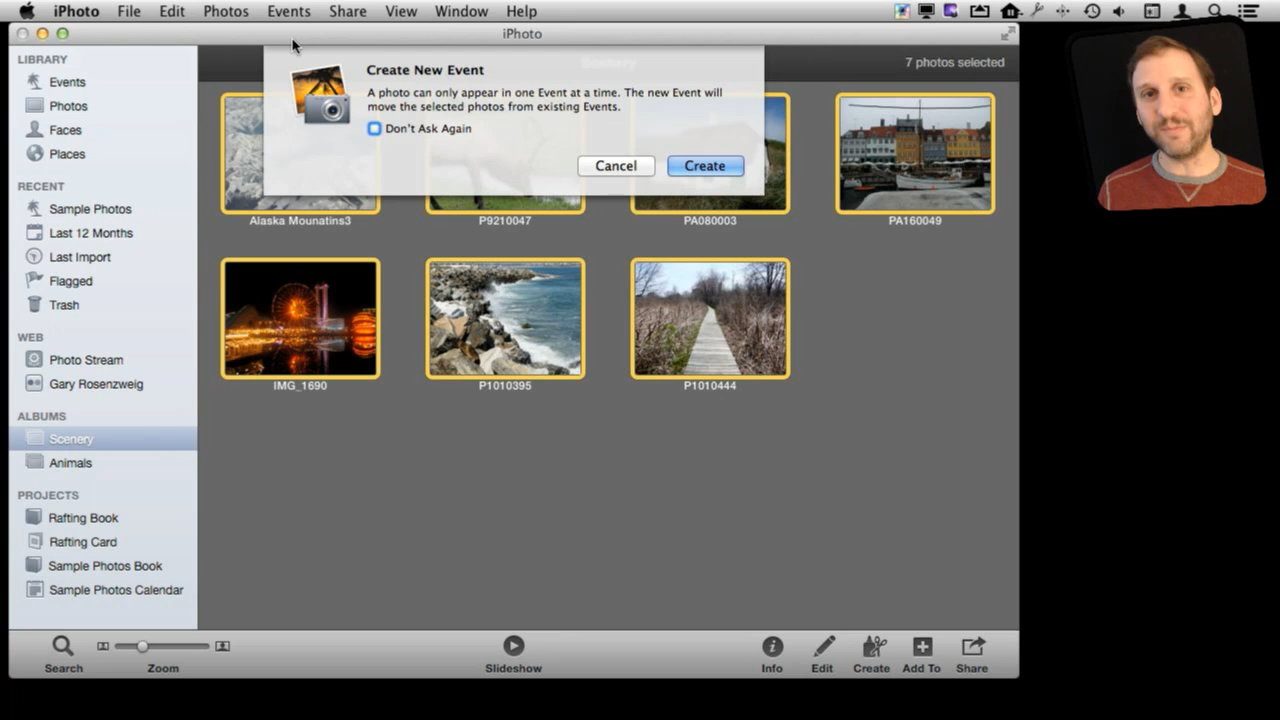 iPhoto File Edit Photos Events Share View Window Help
iPhoto
LIBRARY
Events
Photos
Faces
Places
RECENT
Sample Photos
Last 12 Months
Last Import
Flagged
Trash
WEB
Photo Stream
Gary Rosenzweig
ALBUMS
Scenery
Animals
PROJECTS
Rafting Book
Rafting Card
Sample Photos Book
Sample Photos Calendar
Scenery
7 photos selected
Create New Event
A photo can only appear in one Event at a time. The new Event will
move the selected photos from existing Events.
Don't Ask Again
Cancel Create
Alaska Mounatins3 P9210047 PA080003 PA160049
IMG_1690 P1010395 P1010444
Search Zoom Slideshow Info Edit Create Add To Share